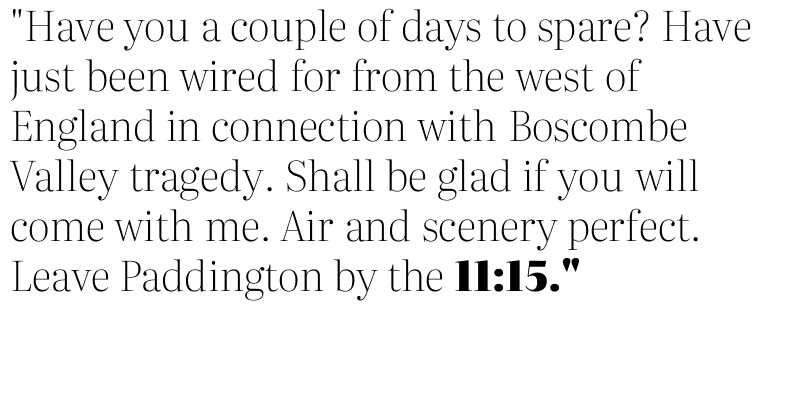 "Have you a couple of days to spare? Have
just been wired for from the west of
England in connection with Boscombe
Valley tragedy. Shall be glad if you will
come with me. Air and scenery perfect.
Leave Paddington by the 11:15."